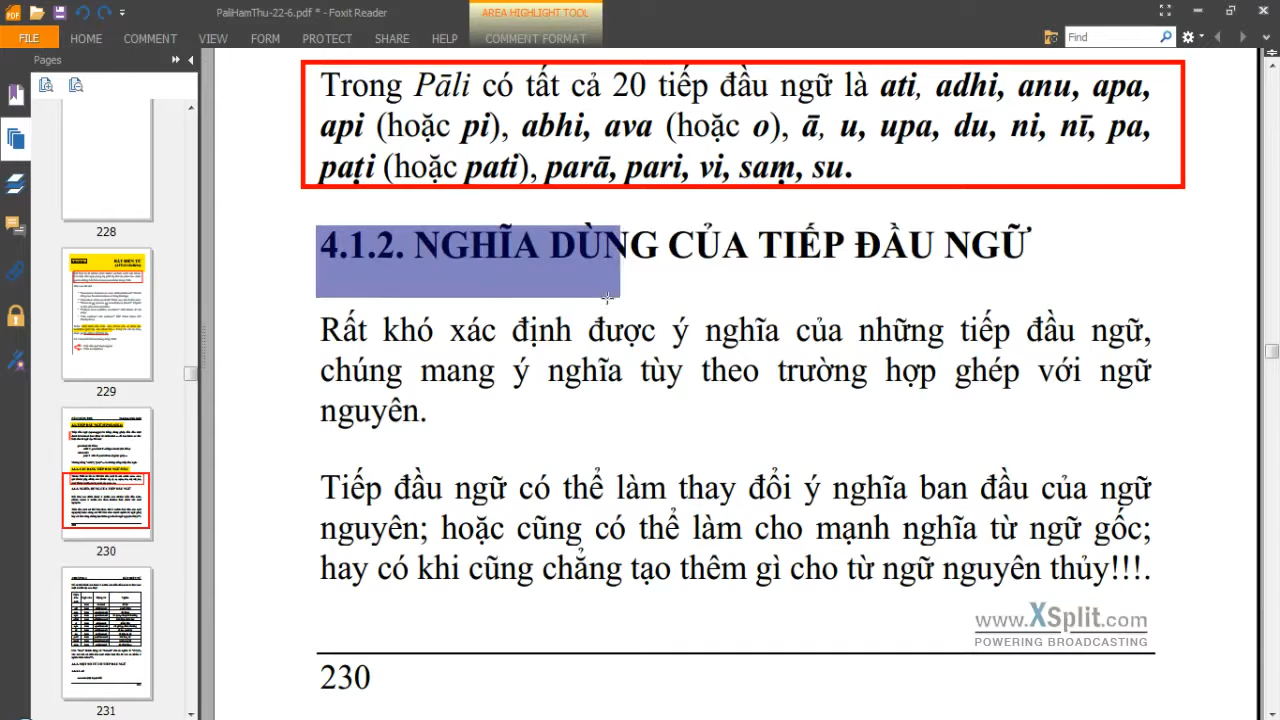 PaliHamThu-22-6.pdf * - Foxit Reader
AREA HIGHLIGHT TOOL
FILE HOME COMMENT VIEW FORM PROTECT SHARE HELP COMMENT FORMAT
Find
Pages
228
229
230
231
Trong Pāli có tất cả 20 tiếp đầu ngữ là ati, adhi, anu, apa,
api (hoặc pi), abhi, ava (hoặc o), ā, u, upa, du, ni, nī, pa,
paṭi (hoặc pati), parā, pari, vi, saṃ, su.
4.1.2. NGHĨA DÙNG CỦA TIẾP ĐẦU NGỮ
Rất khó xác định được ý nghĩa của những tiếp đầu ngữ,
chúng mang ý nghĩa tùy theo trường hợp ghép với ngữ
nguyên.
Tiếp đầu ngữ có thể làm thay đổi ý nghĩa ban đầu của ngữ
nguyên; hoặc cũng có thể làm cho mạnh nghĩa từ ngữ gốc;
hay có khi cũng chẳng tạo thêm gì cho từ ngữ nguyên thủy!!!.
www.XSplit.com
POWERING BROADCASTING
230